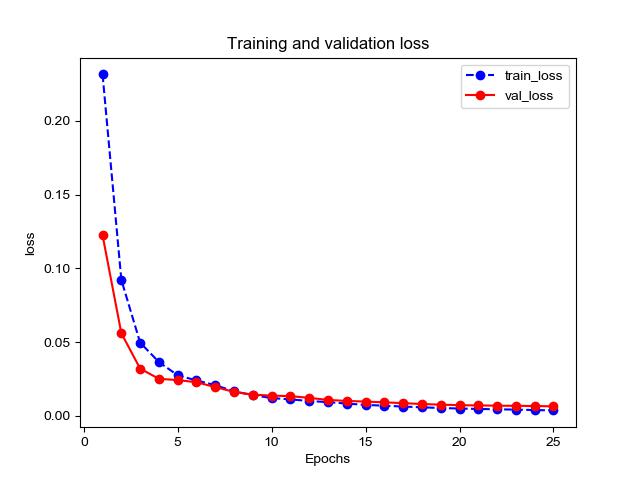 Training and validation loss
train_loss
val_loss
0.20
0.15
0.10
0.05
0.00
loss
0 5 10 15 20 25
Epochs